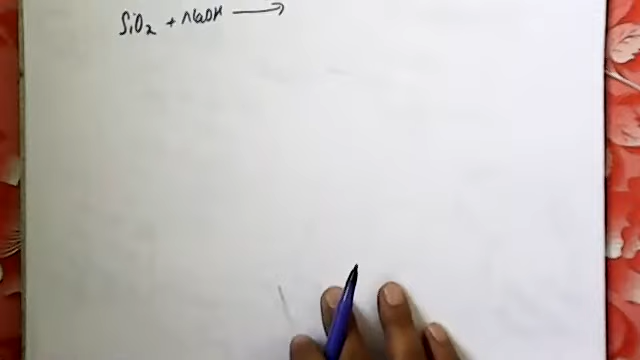 SiO₂ + NaOH ⟶